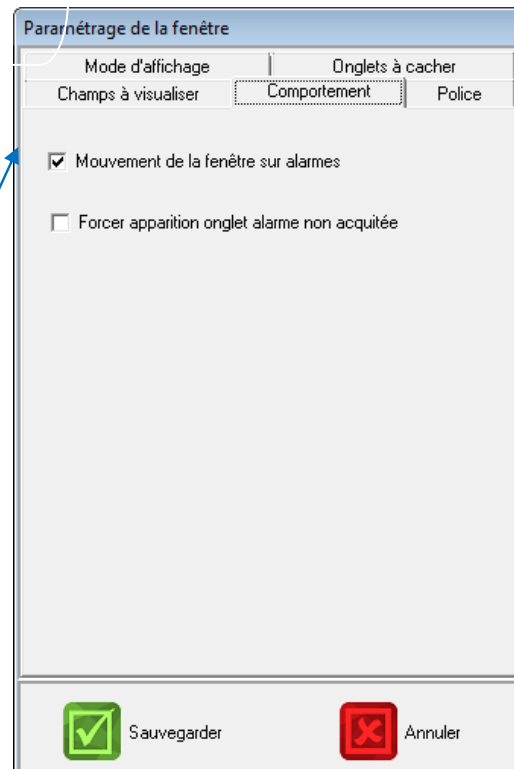 Paramétrage de la fenêtre
Mode d'affichage
Onglets à cacher
Champs à visualiser
Comportement
Police
Mouvement de la fenêtre sur alarmes
Forcer apparition onglet alarme non acquitée
Sauvegarder
Annuler